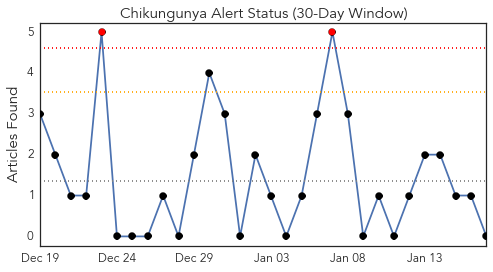 Chikungunya Alert Status (30-Day Window)
Articles Found
5
4
3
2
1
0
Dec 19 Dec 24 Dec 29 Jan 03 Jan 08 Jan 13